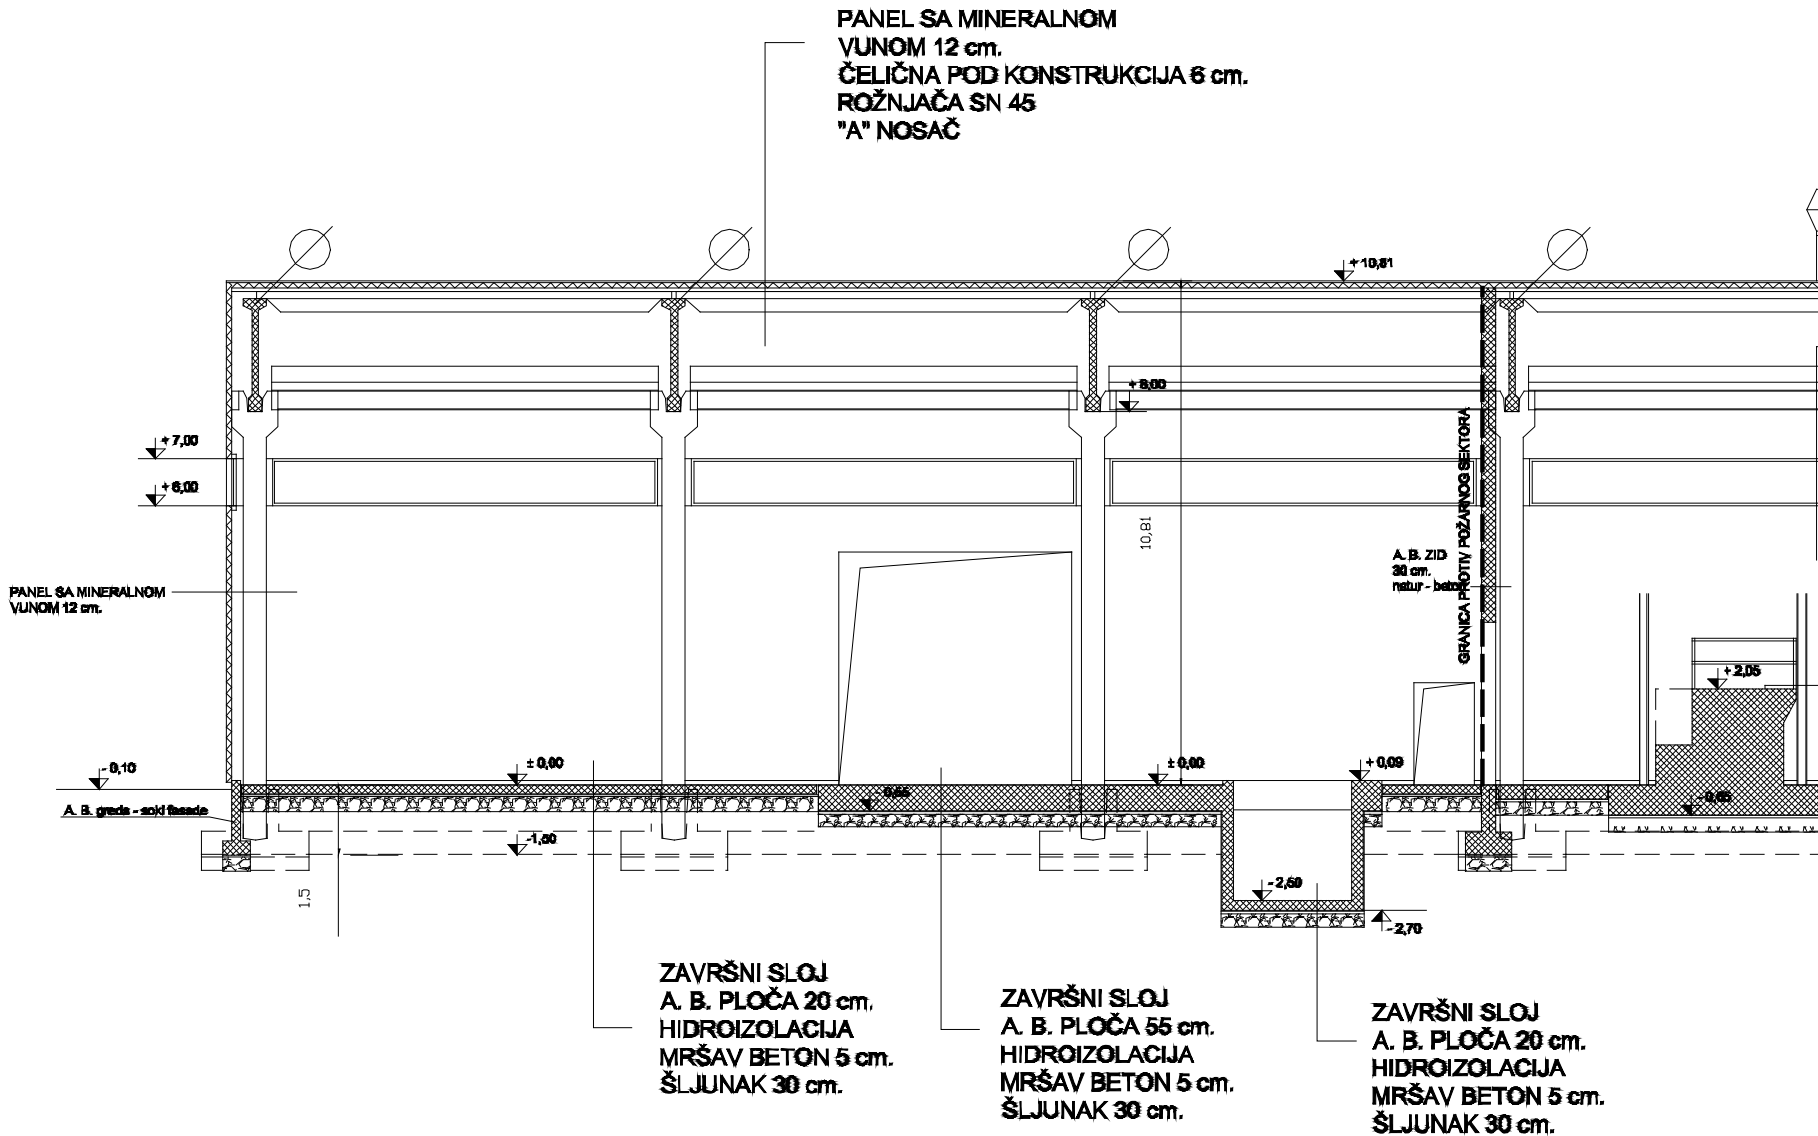 PANEL SA MINERALNOM
VUNOM 12 cm.
ČELIČNA POD KONSTRUKCIJA 6 cm.
ROŽNJAČA SN 45
"A" NOSAČ
+ 10,81
+ 8,00
+ 7,00
+ 6,00
10,81
GRANICA PROTIV POŽARNOG SEKTORA
A. B. ZID
30 cm.
natur - beton
PANEL SA MINERALNOM
VUNOM 12 cm.
+ 2,05
- 0,10
± 0,00
± 0,00
+ 0,09
A. B. greda - sokl fasade
- 0,55
-1,50
1,5
- 2,50
- 2,70
ZAVRŠNI SLOJ
A. B. PLOČA 20 cm.
HIDROIZOLACIJA
MRŠAV BETON 5 cm.
ŠLJUNAK 30 cm.
ZAVRŠNI SLOJ
A. B. PLOČA 55 cm.
HIDROIZOLACIJA
MRŠAV BETON 5 cm.
ŠLJUNAK 30 cm.
ZAVRŠNI SLOJ
A. B. PLOČA 20 cm.
HIDROIZOLACIJA
MRŠAV BETON 5 cm.
ŠLJUNAK 30 cm.